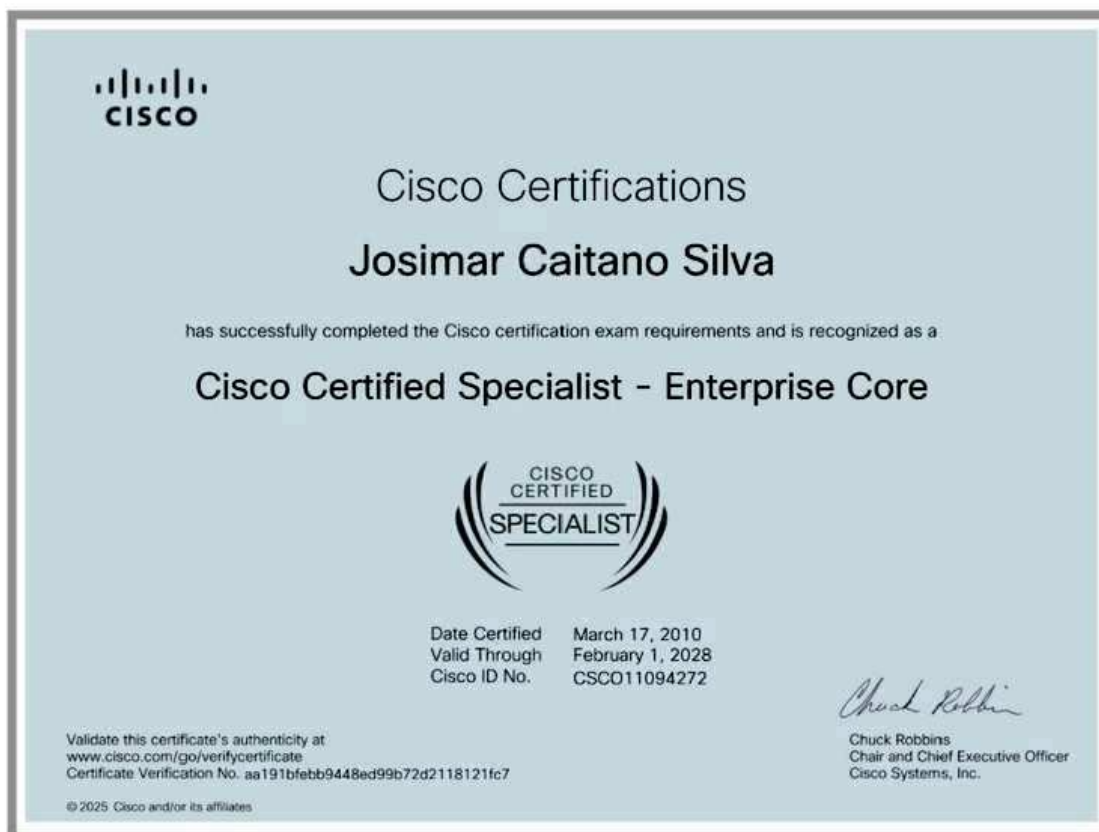 CISCO
Cisco Certifications
Josimar Caitano Silva
has successfully completed the Cisco certification exam requirements and is recognized as a
Cisco Certified Specialist - Enterprise Core
CISCO
CERTIFIED
SPECIALIST
Date Certified March 17, 2010
Valid Through February 1, 2028
Cisco ID No. CSCO11094272
Chuck Robbins
Validate this certificate's authenticity at
www.cisco.com/go/verifycertificate
Certificate Verification No. aa191bfebb9448ed99b72d2118121fc7
Chuck Robbins
Chair and Chief Executive Officer
Cisco Systems, Inc.
© 2025 Cisco and/or its affiliates